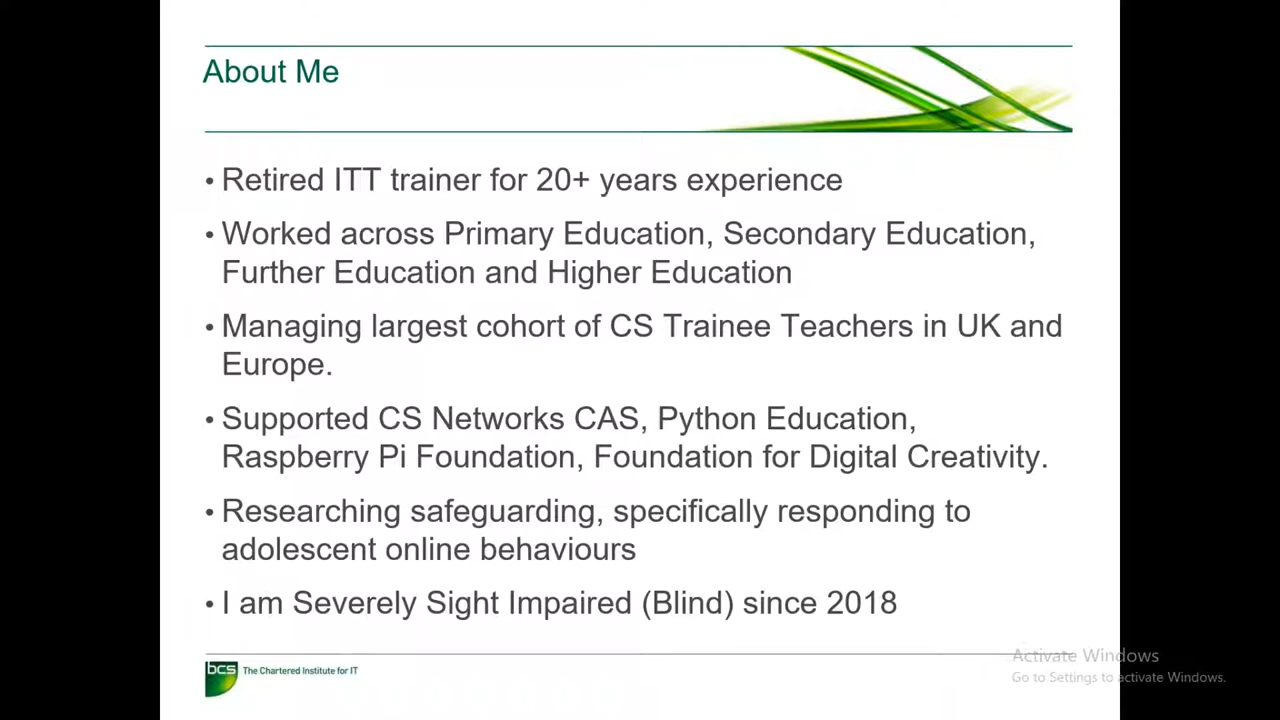 About Me
• Retired ITT trainer for 20+ years experience
• Worked across Primary Education, Secondary Education,
Further Education and Higher Education
• Managing largest cohort of CS Trainee Teachers in UK and
Europe.
• Supported CS Networks CAS, Python Education,
Raspberry Pi Foundation, Foundation for Digital Creativity.
• Researching safeguarding, specifically responding to
adolescent online behaviours
• I am Severely Sight Impaired (Blind) since 2018
bcs The Chartered Institute for IT
Activate Windows
Go to Settings to activate Windows.